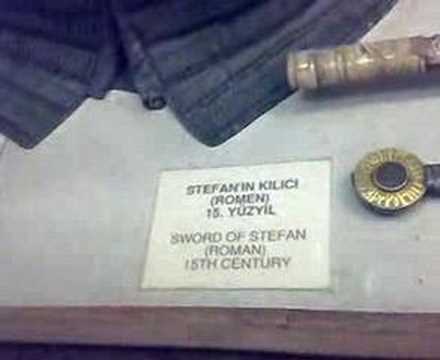 STEFAN'IN KILICI
(ROMEN)
15. YÜZYIL
SWORD OF STEFAN
(ROMAN)
15TH CENTURY